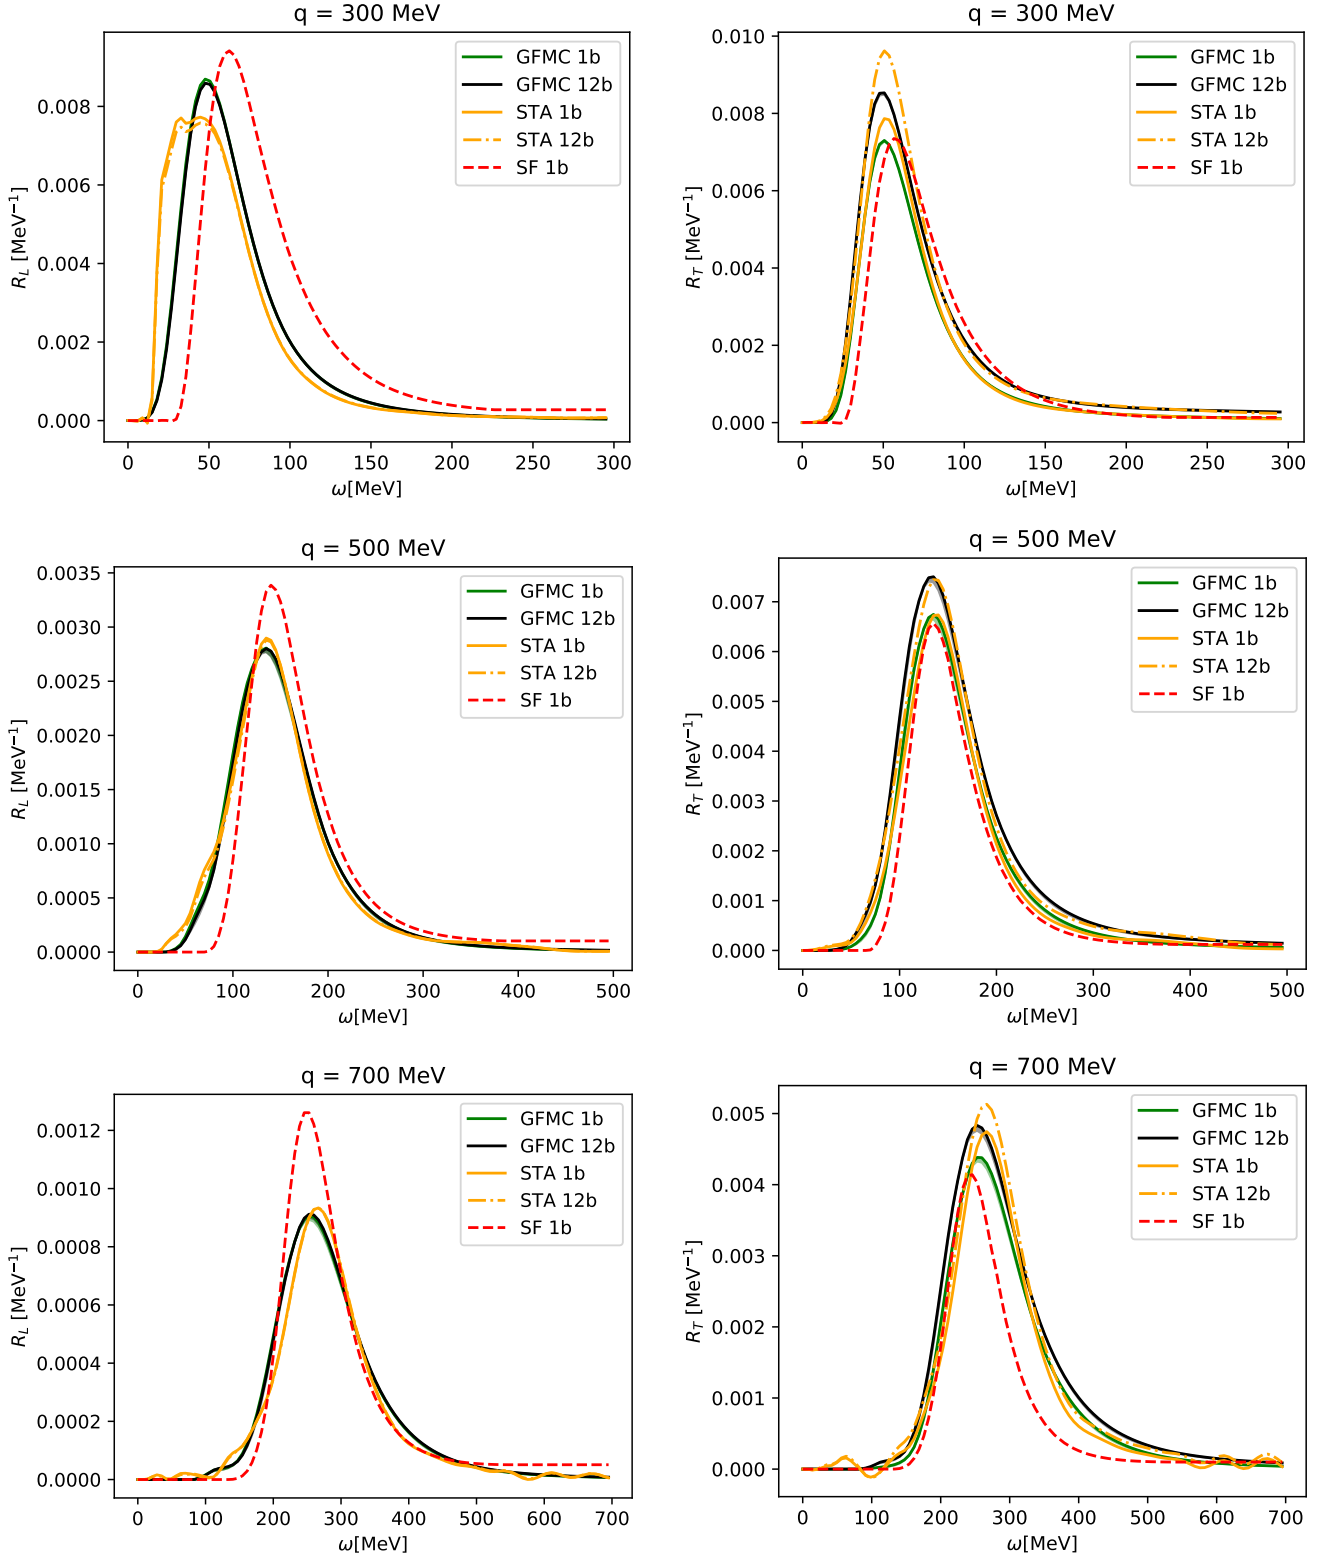 q = 300 MeV
R_L [MeV⁻¹]
0.008
0.006
0.004
0.002
0.000
GFMC 1b
GFMC 12b
STA 1b
STA 12b
SF 1b
0 50 100 150 200 250 300
ω[MeV]
q = 300 MeV
R_T [MeV⁻¹]
0.010
0.008
0.006
0.004
0.002
0.000
GFMC 1b
GFMC 12b
STA 1b
STA 12b
SF 1b
0 50 100 150 200 250 300
ω[MeV]
q = 500 MeV
R_L [MeV⁻¹]
0.0035
0.0030
0.0025
0.0020
0.0015
0.0010
0.0005
0.0000
GFMC 1b
GFMC 12b
STA 1b
STA 12b
SF 1b
0 100 200 300 400 500
ω[MeV]
q = 500 MeV
R_T [MeV⁻¹]
0.007
0.006
0.005
0.004
0.003
0.002
0.001
0.000
GFMC 1b
GFMC 12b
STA 1b
STA 12b
SF 1b
0 100 200 300 400 500
ω[MeV]
q = 700 MeV
R_L [MeV⁻¹]
0.0012
0.0010
0.0008
0.0006
0.0004
0.0002
0.0000
GFMC 1b
GFMC 12b
STA 1b
STA 12b
SF 1b
0 100 200 300 400 500 600 700
ω[MeV]
q = 700 MeV
R_T [MeV⁻¹]
0.005
0.004
0.003
0.002
0.001
0.000
GFMC 1b
GFMC 12b
STA 1b
STA 12b
SF 1b
0 100 200 300 400 500 600 700
ω[MeV]